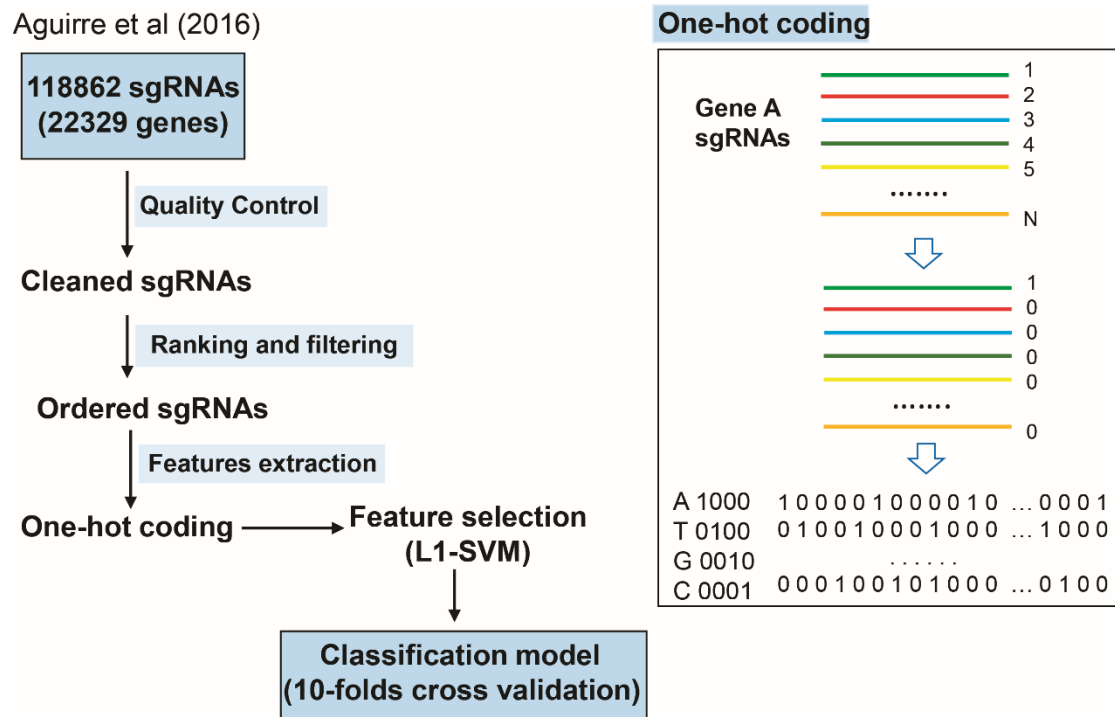 Aguirre et al (2016)
118862 sgRNAs
(22329 genes)
Quality Control
Cleaned sgRNAs
Ranking and filtering
Ordered sgRNAs
Features extraction
One-hot coding
Feature selection
(L1-SVM)
Classification model
(10-folds cross validation)
One-hot coding
Gene A
sgRNAs
1
2
3
4
5
.......
N
1
0
0
0
0
.......
0
A 1000 1 0 0 0 0 1 0 0 0 0 1 0 ... 0 0 0 1
T 0100 0 1 0 0 1 0 0 0 1 0 0 0 ... 1 0 0 0
G 0010 ......
C 0001 0 0 0 1 0 0 1 0 1 0 0 0 ... 0 1 0 0